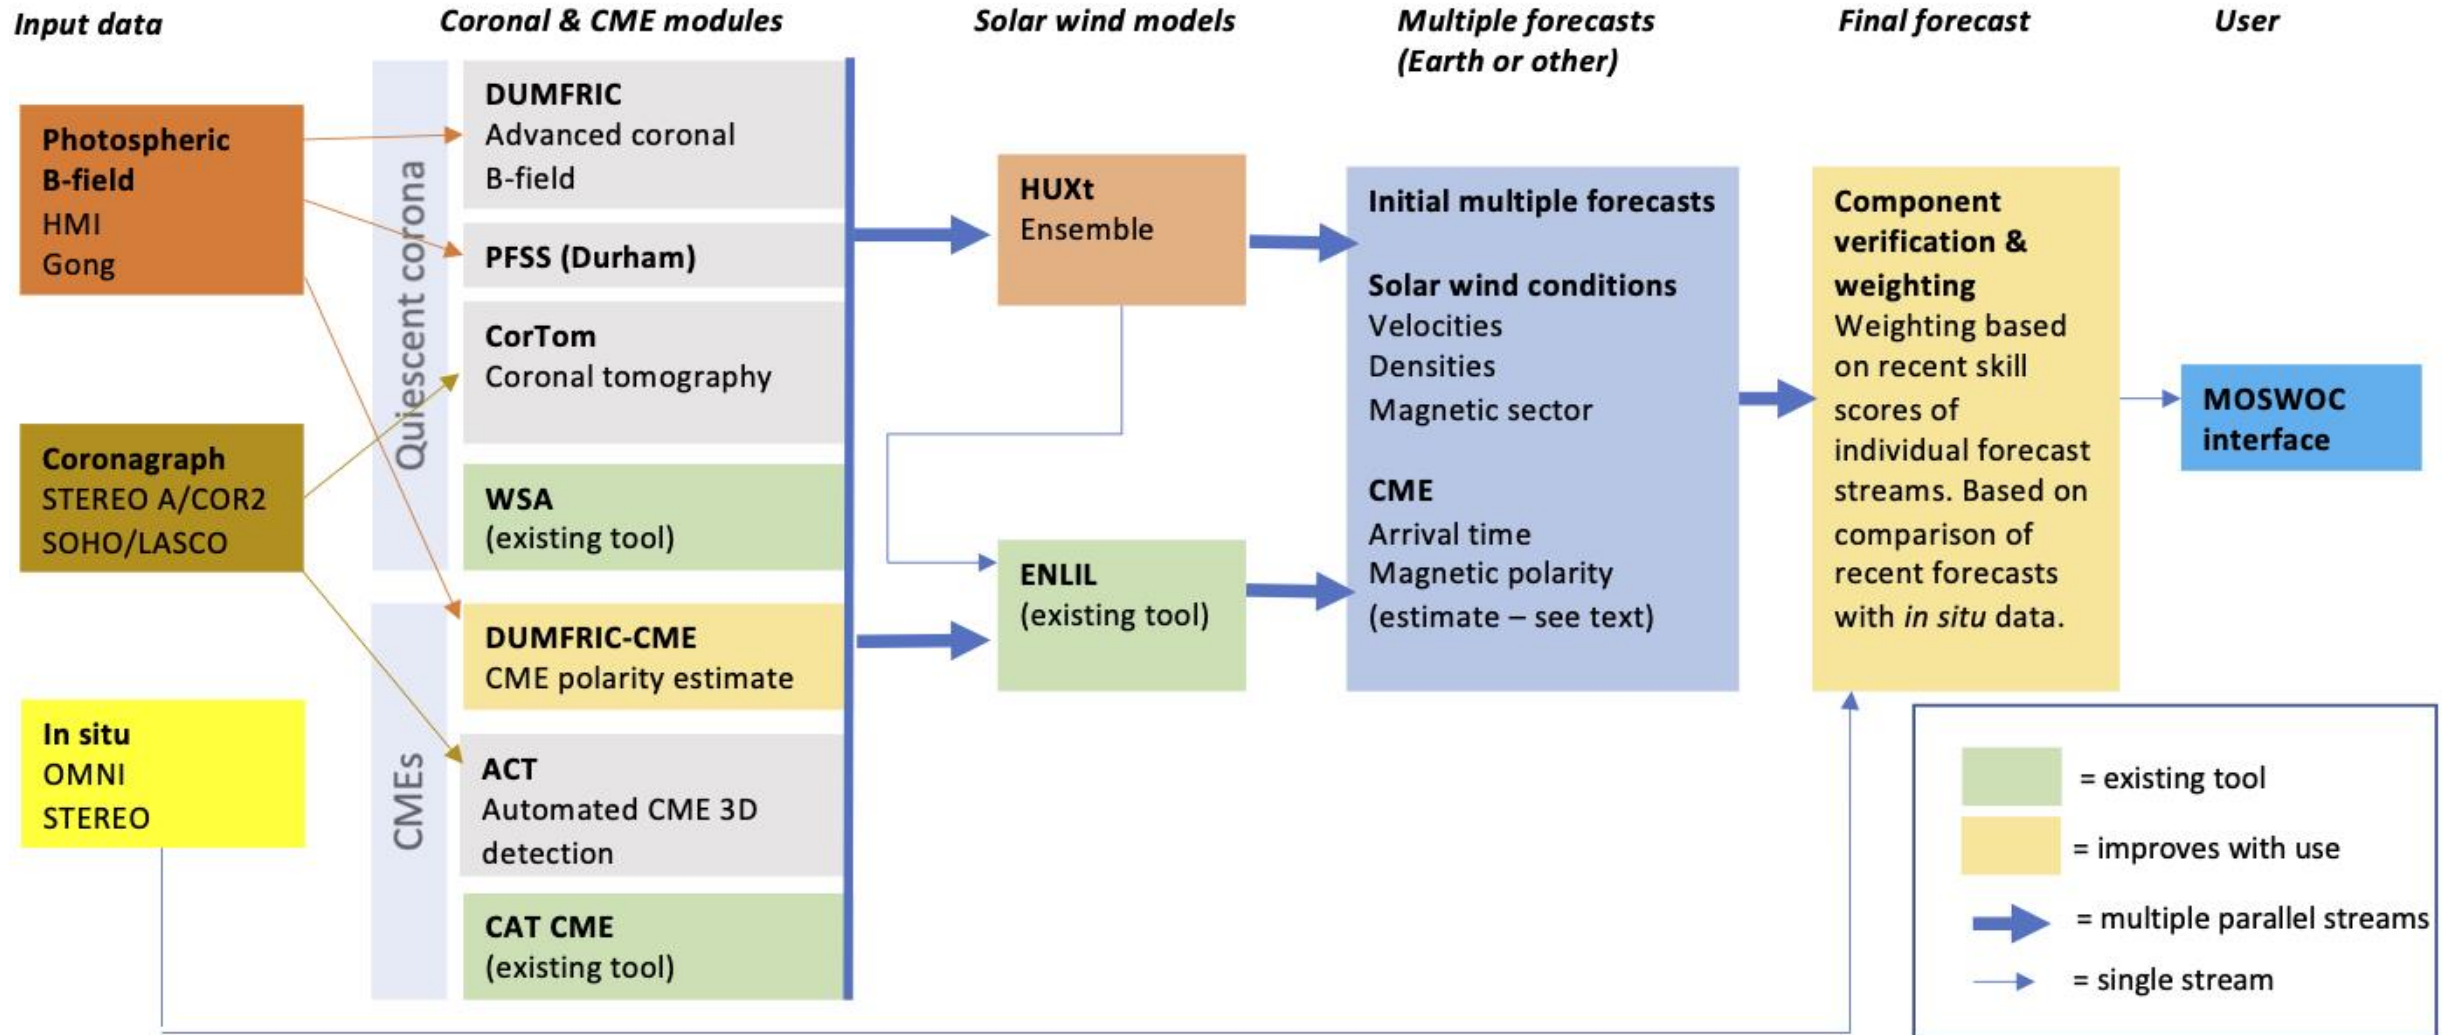 Input data
Coronal & CME modules
Solar wind models
Multiple forecasts
(Earth or other)
Final forecast
User
Photospheric
B-field
HMI
Gong
Coronagraph
STEREO A/COR2
SOHO/LASCO
In situ
OMNI
STEREO
Quiescent corona
CMEs
DUMFRIC
Advanced coronal
B-field
PFSS (Durham)
CorTom
Coronal tomography
WSA
(existing tool)
DUMFRIC-CME
CME polarity estimate
ACT
Automated CME 3D
detection
CAT CME
(existing tool)
HUXt
Ensemble
ENLIL
(existing tool)
Initial multiple forecasts
Solar wind conditions
Velocities
Densities
Magnetic sector
CME
Arrival time
Magnetic polarity
(estimate – see text)
Component
verification &
weighting
Weighting based
on recent skill
scores of
individual forecast
streams. Based on
comparison of
recent forecasts
with in situ data.
MOSWOC
interface
= existing tool
= improves with use
= multiple parallel streams
= single stream